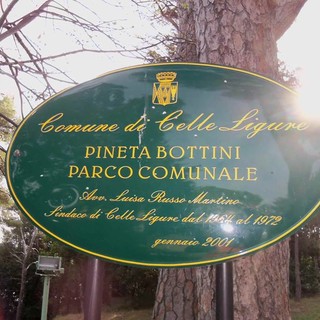 Comune di Celle Ligure
PINETA BOTTINI
PARCO COMUNALE
Avv. Luisa Russo Martino
Sindaco di Celle Ligure dal 1964 al 1972
gennaio 2001